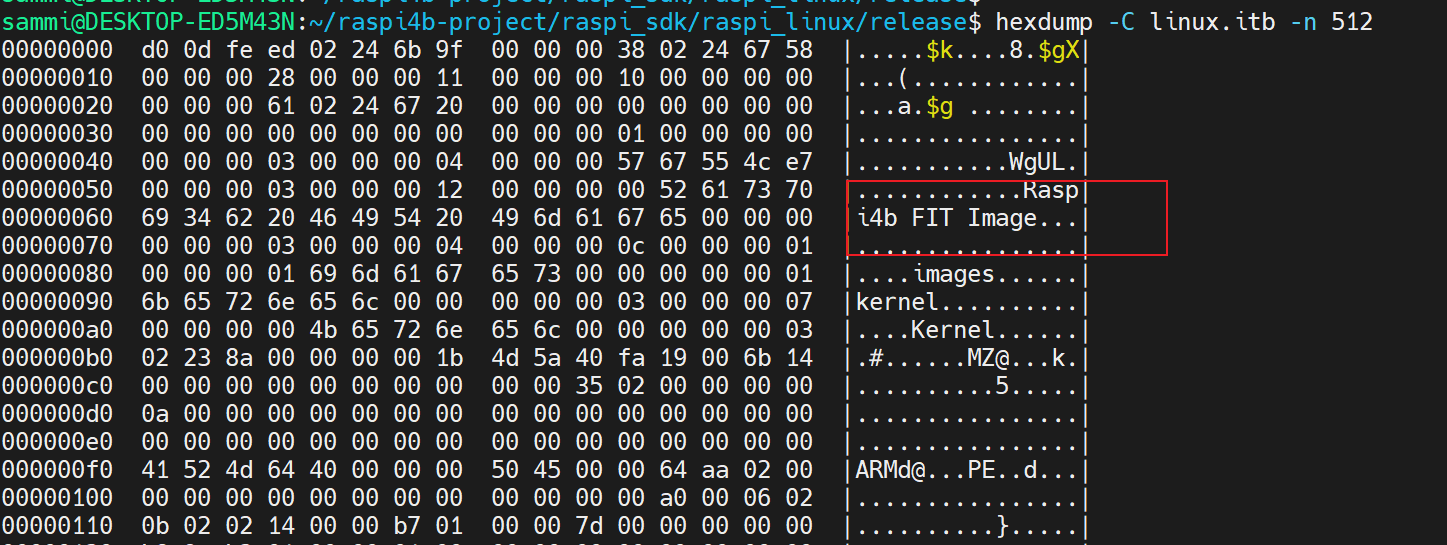 sammi@DESKTOP-ED5M43N:~/raspi4b-project/raspi_sdk/raspi_linux/release$ hexdump -C linux.itb -n 512
00000000  d0 0d fe ed 02 24 6b 9f  00 00 00 38 02 24 67 58  |.....$k....8.$gX|
00000010  00 00 00 28 00 00 00 11  00 00 00 10 00 00 00 00  |...(............|
00000020  00 00 00 61 02 24 67 20  00 00 00 00 00 00 00 00  |...a.$g ........|
00000030  00 00 00 00 00 00 00 00  00 00 00 01 00 00 00 00  |................|
00000040  00 00 00 03 00 00 00 04  00 00 00 57 67 55 4c e7  |...........WgUL.|
00000050  00 00 00 03 00 00 00 12  00 00 00 00 52 61 73 70  |............Rasp|
00000060  69 34 62 20 46 49 54 20  49 6d 61 67 65 00 00 00  |i4b FIT Image...|
00000070  00 00 00 03 00 00 00 04  00 00 00 0c 00 00 00 01  |................|
00000080  00 00 00 01 69 6d 61 67  65 73 00 00 00 00 00 01  |....images......|
00000090  6b 65 72 6e 65 6c 00 00  00 00 00 03 00 00 00 07  |kernel..........|
000000a0  00 00 00 00 4b 65 72 6e  65 6c 00 00 00 00 00 03  |....Kernel......|
000000b0  02 23 8a 00 00 00 00 1b  4d 5a 40 fa 19 00 6b 14  |.#......MZ@...k.|
000000c0  00 00 00 00 00 00 00 00  00 00 35 02 00 00 00 00  |..........5.....|
000000d0  0a 00 00 00 00 00 00 00  00 00 00 00 00 00 00 00  |................|
000000e0  00 00 00 00 00 00 00 00  00 00 00 00 00 00 00 00  |................|
000000f0  41 52 4d 64 40 00 00 00  50 45 00 00 64 aa 02 00  |ARMd@...PE..d...|
00000100  00 00 00 00 00 00 00 00  00 00 00 00 a0 00 06 02  |................|
00000110  0b 02 02 14 00 00 b7 01  00 00 7d 00 00 00 00 00  |..........}.....|